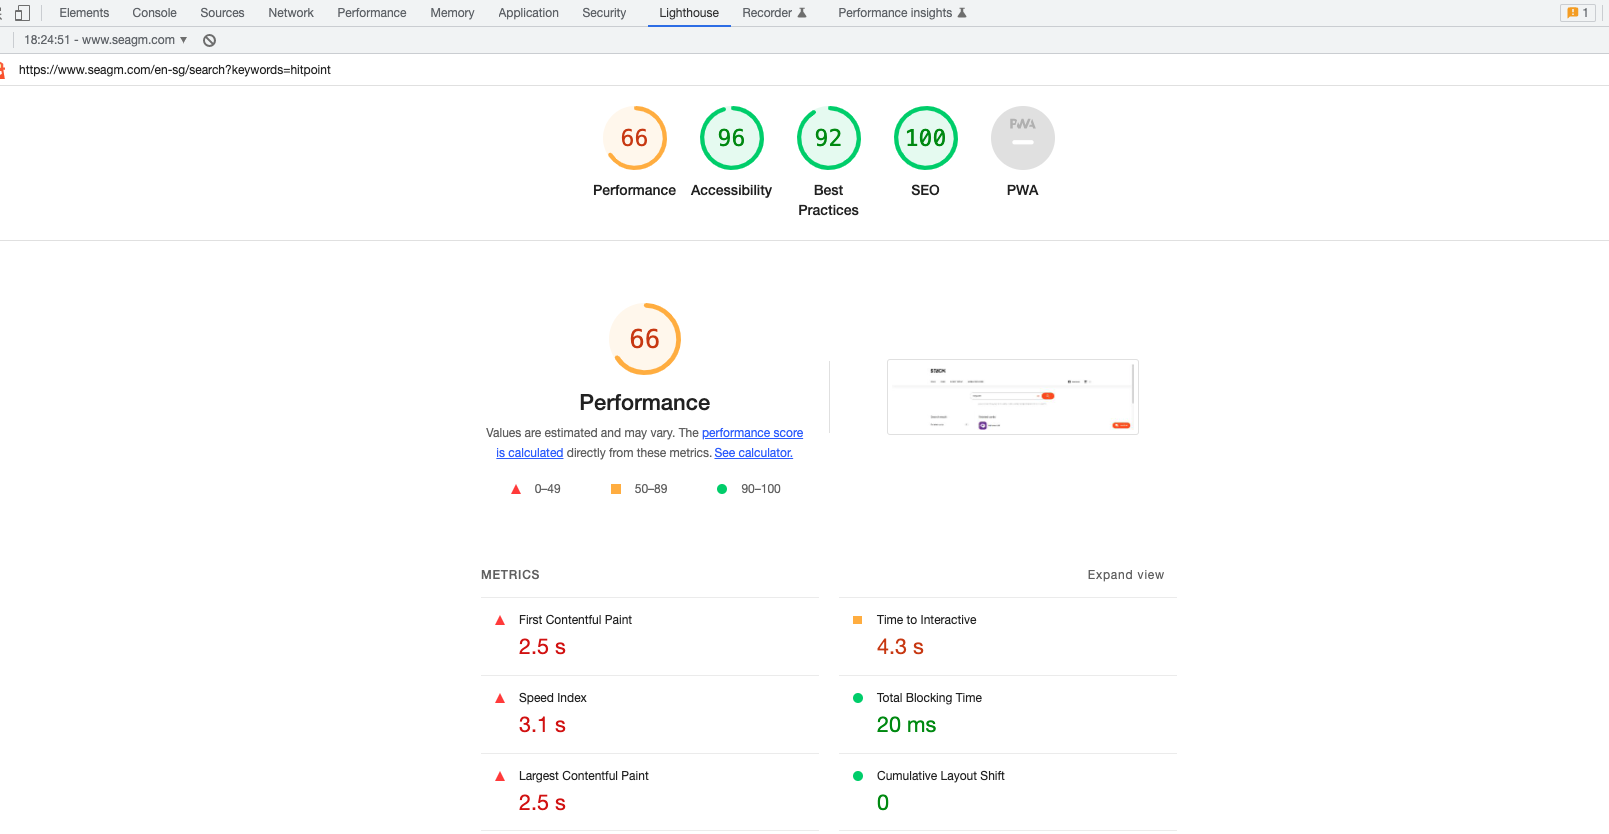 Elements Console Sources Network Performance Memory Application Security Lighthouse Recorder Performance insights 1
18:24:51 - www.seagm.com
https://www.seagm.com/en-sg/search?keywords=hitpoint
66 96 92 100 PWA
Performance Accessibility Best Practices SEO PWA
66
Performance
Values are estimated and may vary. The performance score
is calculated directly from these metrics. See calculator.
0–49 50–89 90–100
METRICS Expand view
First Contentful Paint
2.5 s
Time to Interactive
4.3 s
Speed Index
3.1 s
Total Blocking Time
20 ms
Largest Contentful Paint
2.5 s
Cumulative Layout Shift
0